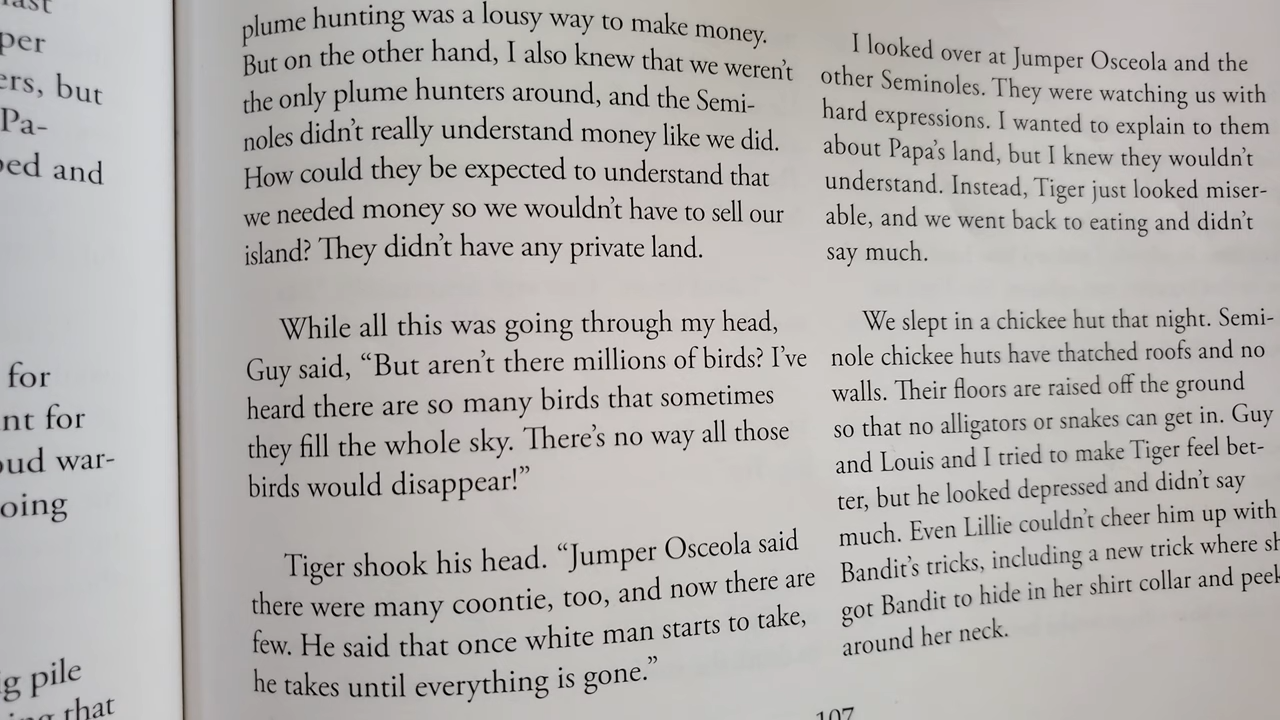 last
per
ers, but
Pa-
ped and
for
nt for
oud war-
oing
g pile
ing that
plume hunting was a lousy way to make money.
But on the other hand, I also knew that we weren't
the only plume hunters around, and the Semi-
noles didn't really understand money like we did.
How could they be expected to understand that
we needed money so we wouldn't have to sell our
island? They didn't have any private land.
While all this was going through my head,
Guy said, “But aren't there millions of birds? I've
heard there are so many birds that sometimes
they fill the whole sky. There's no way all those
birds would disappear!”
Tiger shook his head. “Jumper Osceola said
there were many coontie, too, and now there are
few. He said that once white man starts to take,
he takes until everything is gone.”
I looked over at Jumper Osceola and the
other Seminoles. They were watching us with
hard expressions. I wanted to explain to them
about Papa's land, but I knew they wouldn't
understand. Instead, Tiger just looked miser-
able, and we went back to eating and didn't
say much.
We slept in a chickee hut that night. Semi-
nole chickee huts have thatched roofs and no
walls. Their floors are raised off the ground
so that no alligators or snakes can get in. Guy
and Louis and I tried to make Tiger feel bet-
ter, but he looked depressed and didn't say
much. Even Lillie couldn't cheer him up with
Bandit's tricks, including a new trick where sh
got Bandit to hide in her shirt collar and peek
around her neck.
107